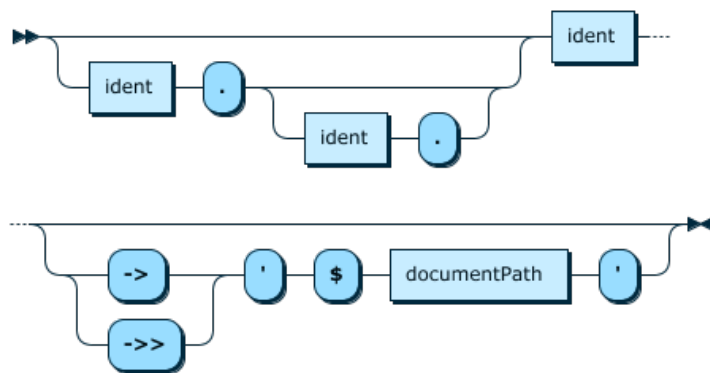 ident
ident .
ident .
-> ' $ documentPath '
->>